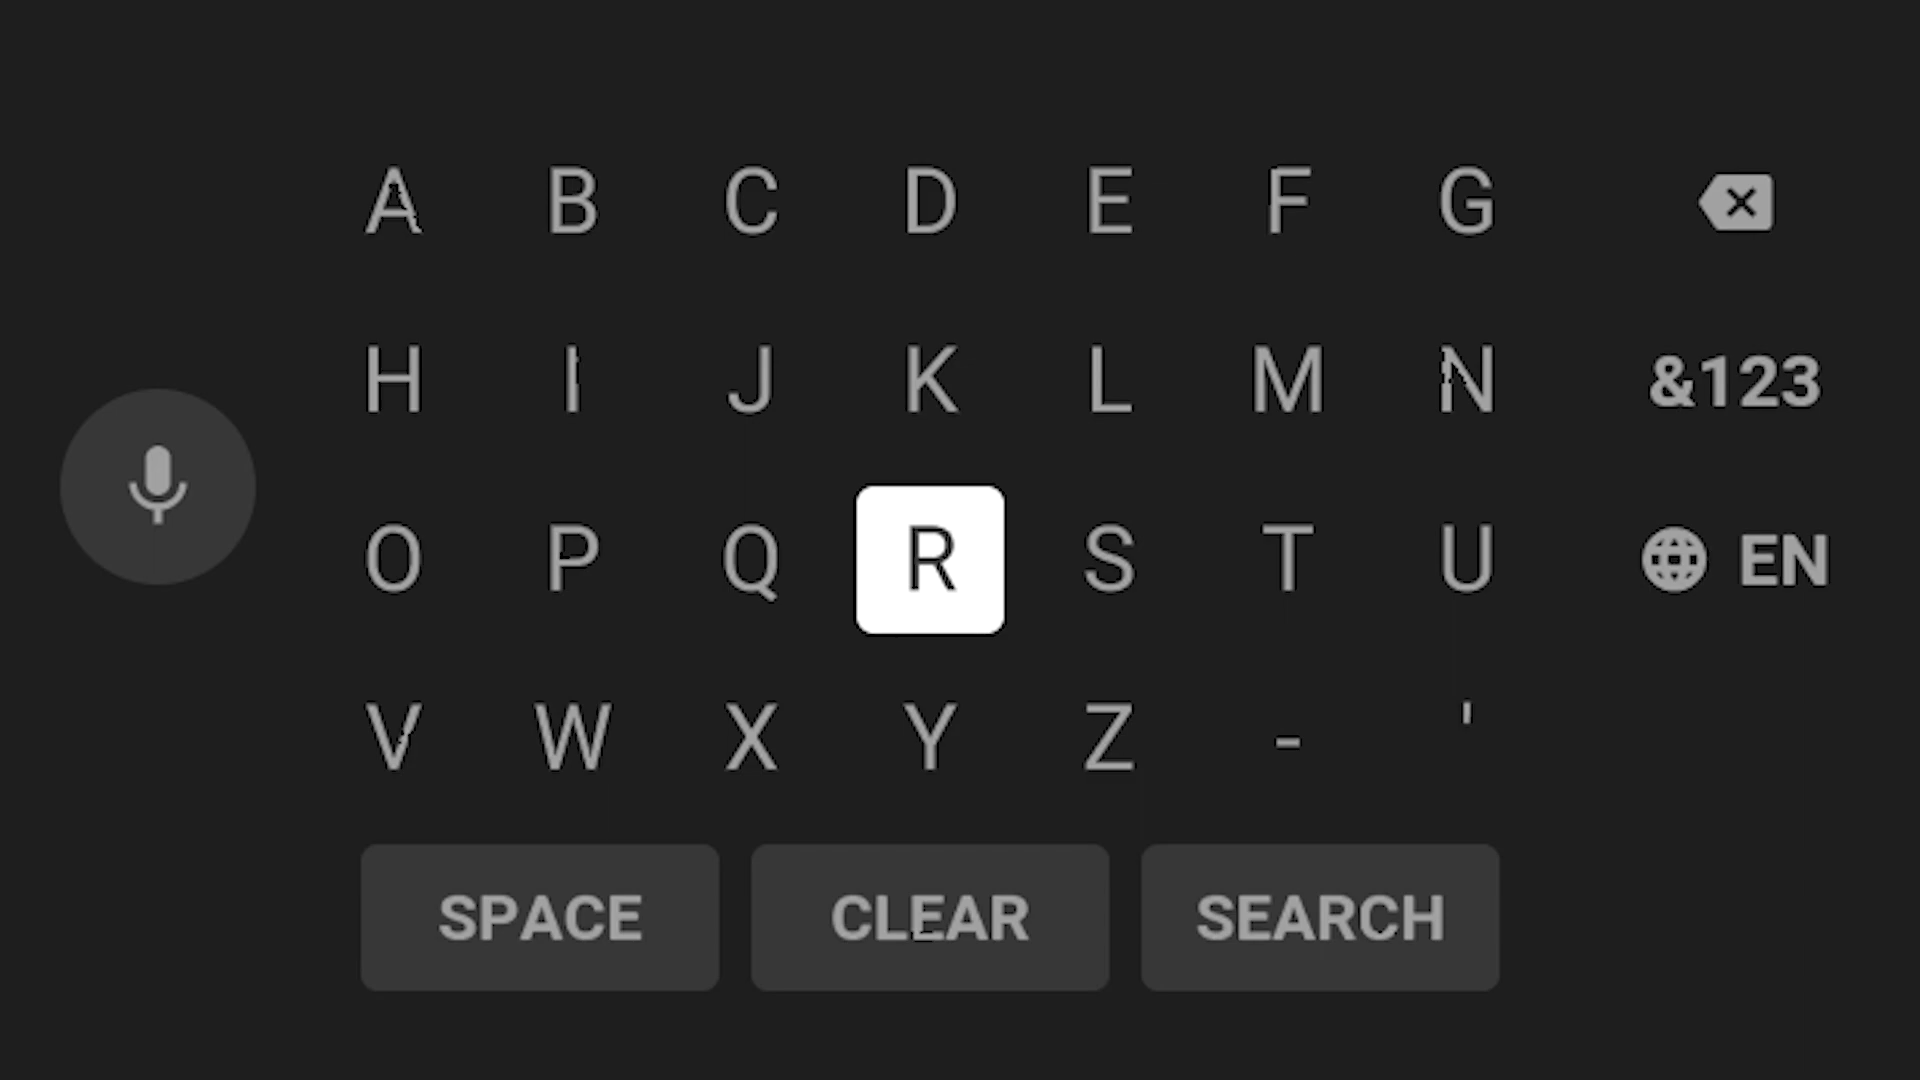 A B C D E F G
H I J K L M N &123
O P Q R S T U EN
V W X Y Z - '
SPACE CLEAR SEARCH